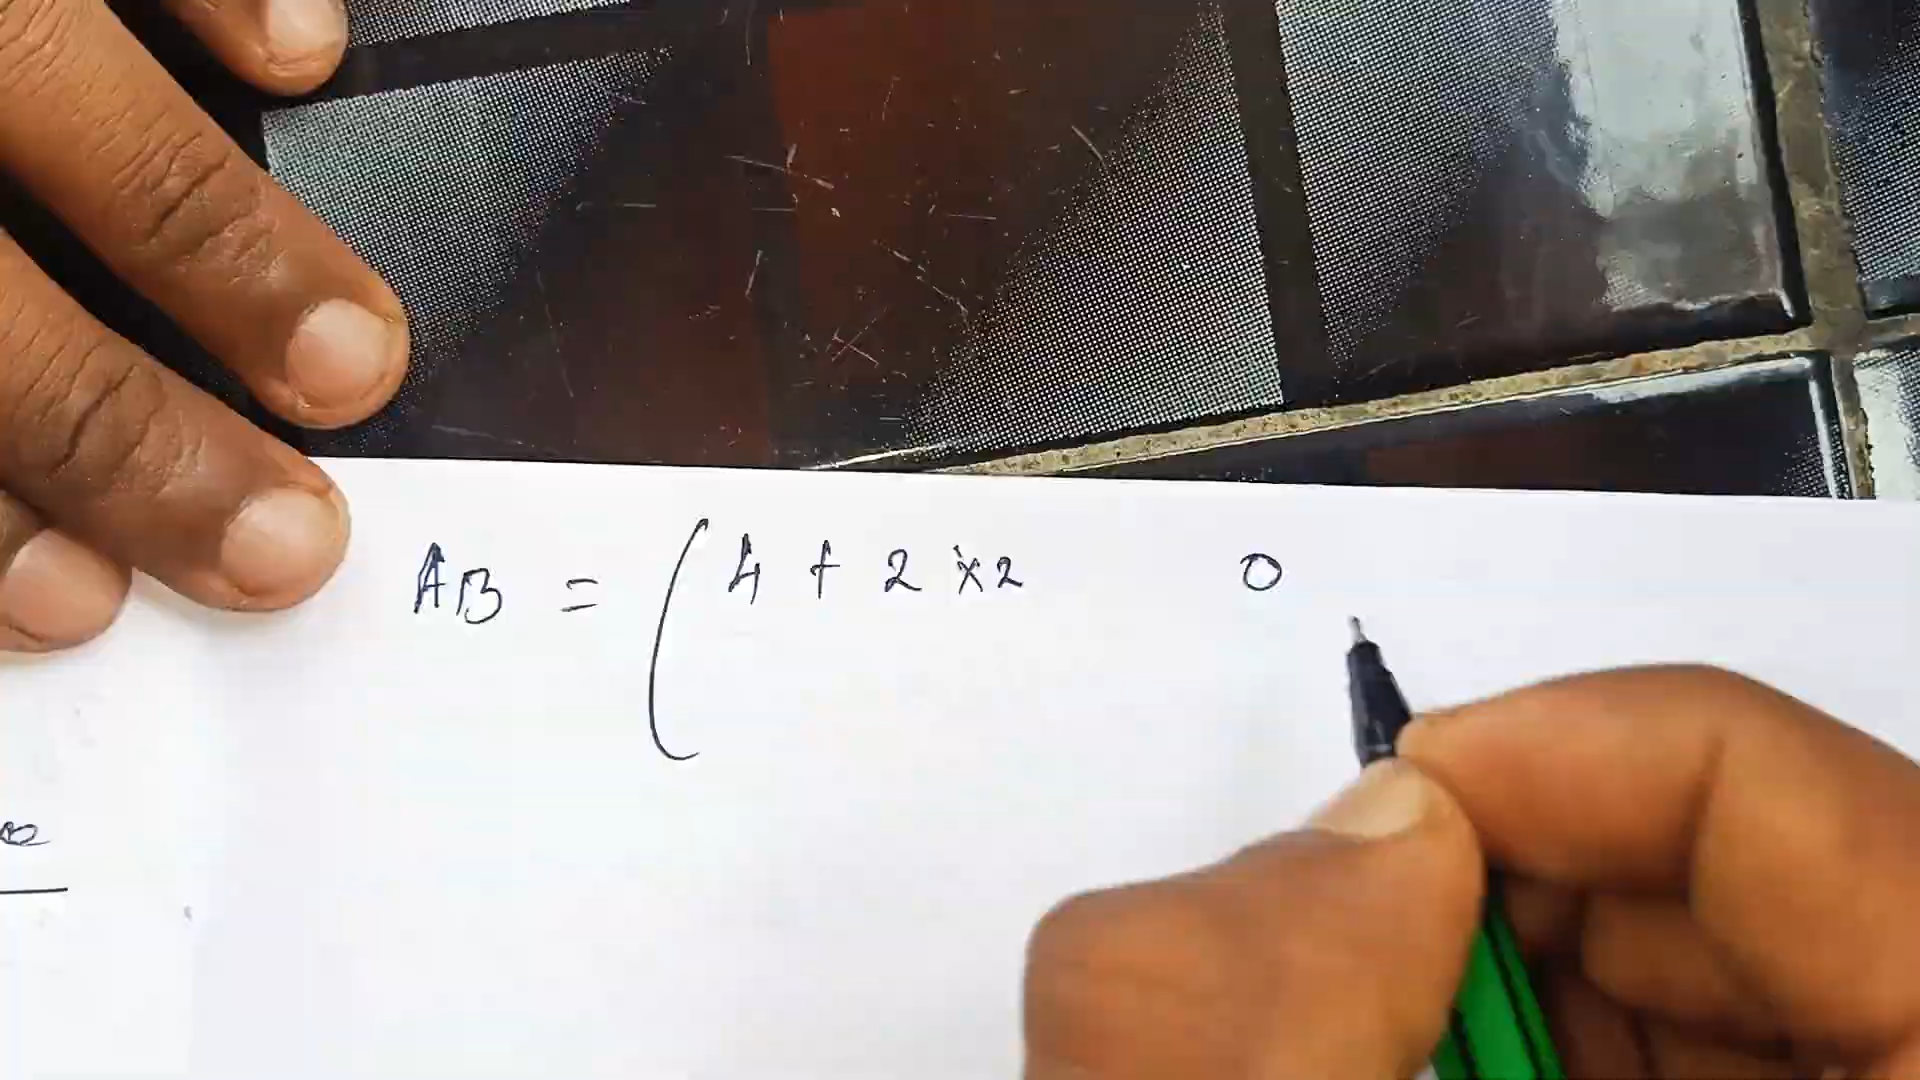 AB = ( 4 + 2 × 2 0